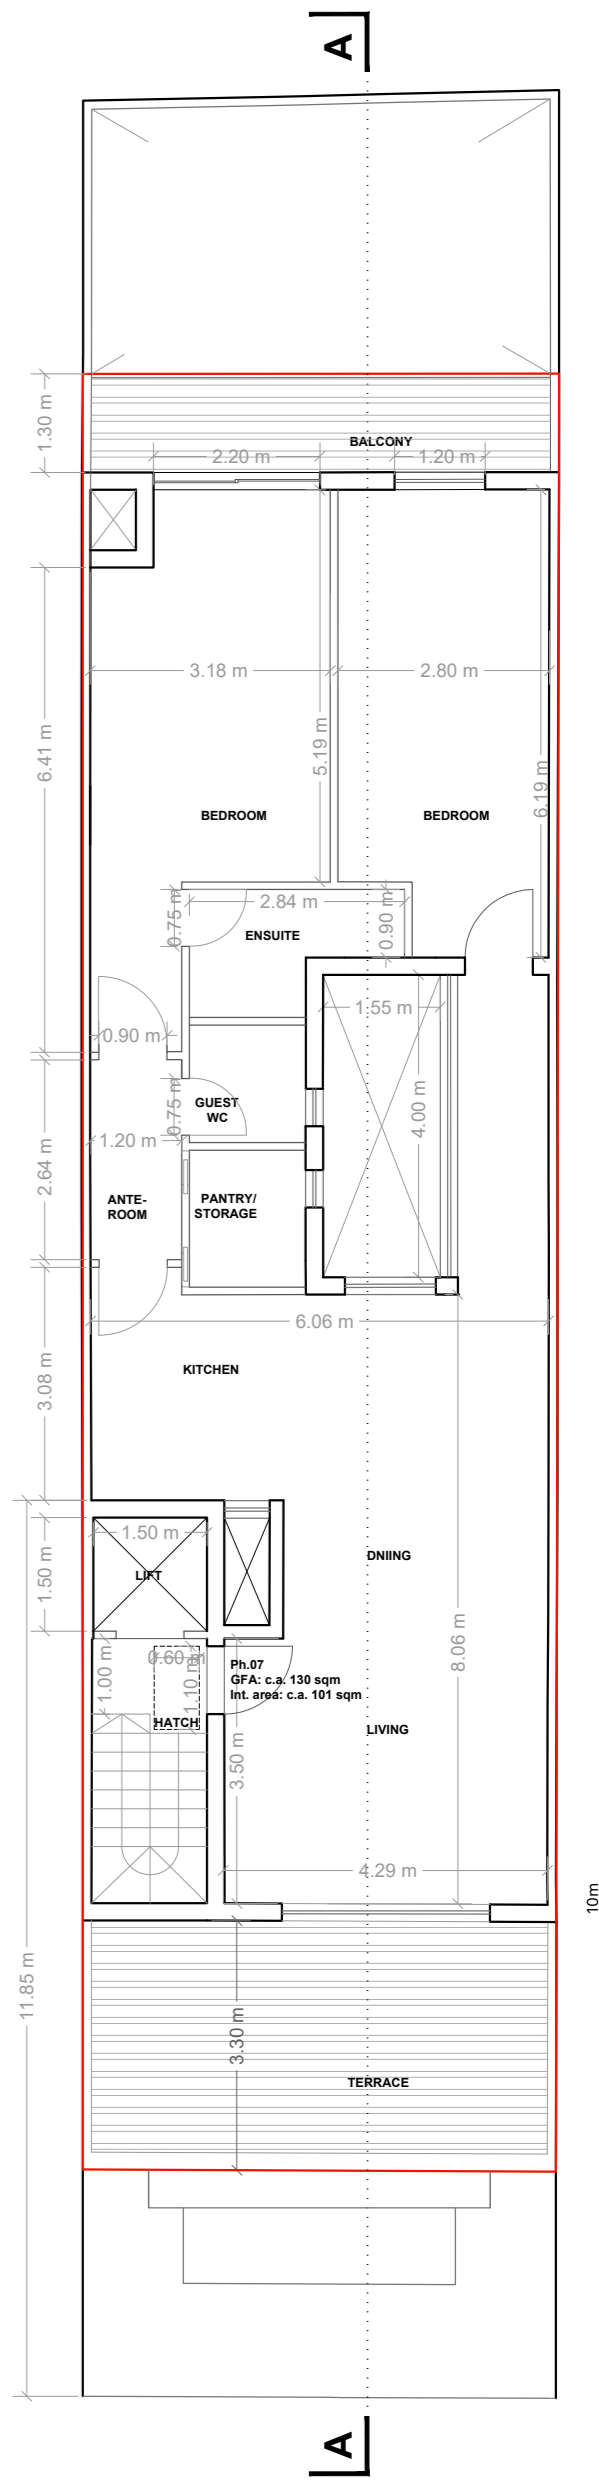 A
1.30 m
BALCONY
2.20 m
1.20 m
3.18 m
2.80 m
6.41 m
5.19 m
6.19 m
BEDROOM
BEDROOM
0.75 m
2.84 m
0.90 m
ENSUITE
1.55 m
0.90 m
4.00 m
0.75 m
GUEST
WC
1.20 m
2.64 m
ANTE-
ROOM
PANTRY/
STORAGE
6.06 m
KITCHEN
3.08 m
1.50 m
1.50 m
LIFT
DNIING
8.06 m
1.00 m
0.60 m
1.10 m
Ph.07
GFA: c.a. 130 sqm
Int. area: c.a. 101 sqm
HATCH
LIVING
3.50 m
4.29 m
10m
11.85 m
3.30 m
TERRACE
A